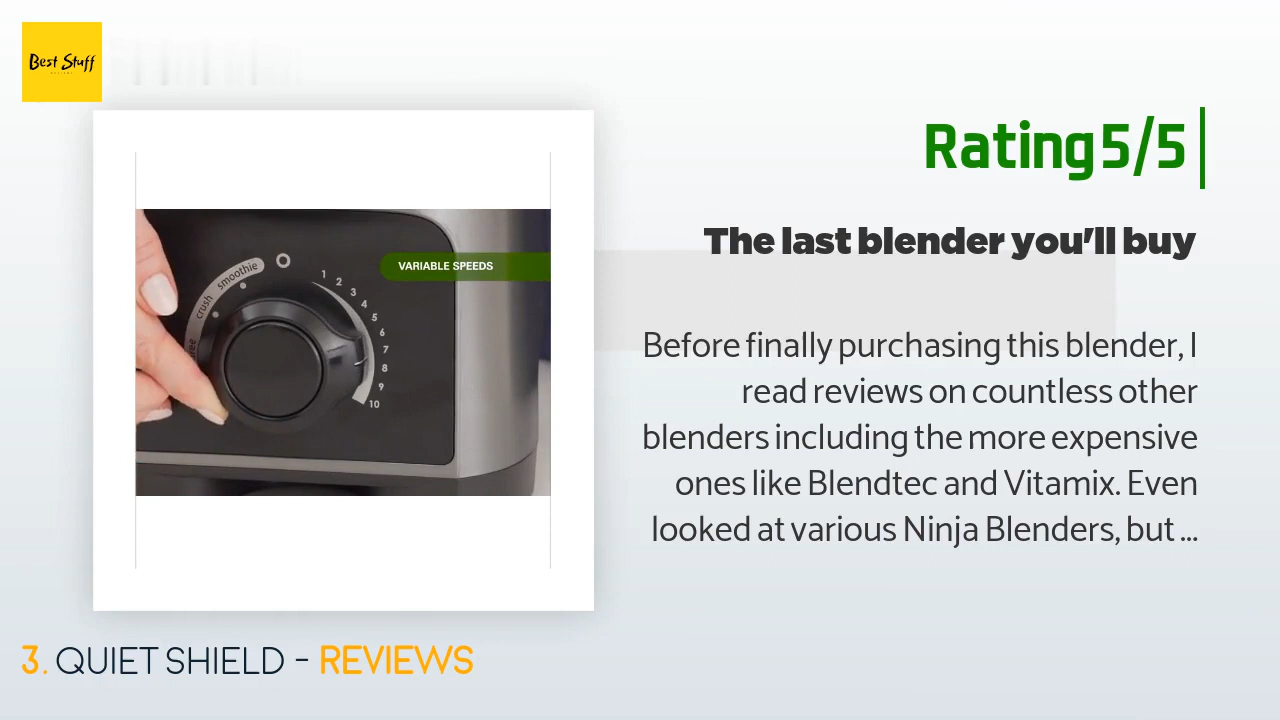 Best Stuff
Rating 5/5
The last blender you'll buy
Before finally purchasing this blender, I
read reviews on countless other
blenders including the more expensive
ones like Blendtec and Vitamix. Even
looked at various Ninja Blenders, but ...
VARIABLE SPEEDS
smoothie
crush
1
2
3
4
5
6
7
8
9
10
3. QUIET SHIELD - REVIEWS